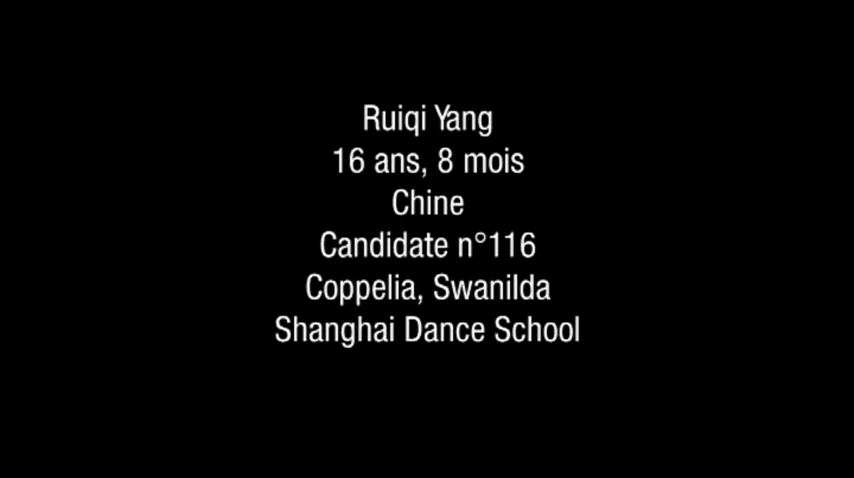 Ruiqi Yang
16 ans, 8 mois
Chine
Candidate n°116
Coppelia, Swanilda
Shanghai Dance School